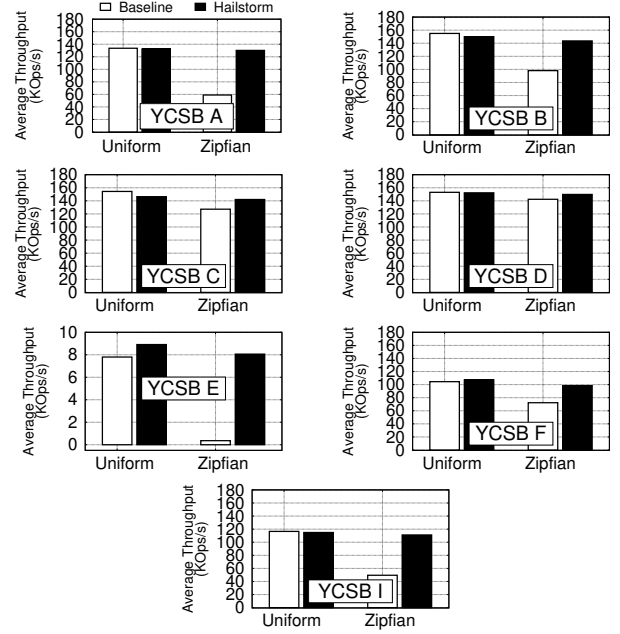 Baseline Hailstorm
Average Throughput
(KOps/s)
180
160
140
120
100
80
60
40
20
0
YCSB A
Uniform Zipfian
Average Throughput
(KOps/s)
180
160
140
120
100
80
60
40
20
0
YCSB B
Uniform Zipfian
Average Throughput
(KOps/s)
180
160
140
120
100
80
60
40
20
0
YCSB C
Uniform Zipfian
Average Throughput
(KOps/s)
180
160
140
120
100
80
60
40
20
0
YCSB D
Uniform Zipfian
Average Throughput
(KOps/s)
10
8
6
4
2
0
YCSB E
Uniform Zipfian
Average Throughput
(KOps/s)
180
160
140
120
100
80
60
40
20
0
YCSB F
Uniform Zipfian
Average Throughput
(KOps/s)
180
160
140
120
100
80
60
40
20
0
YCSB I
Uniform Zipfian